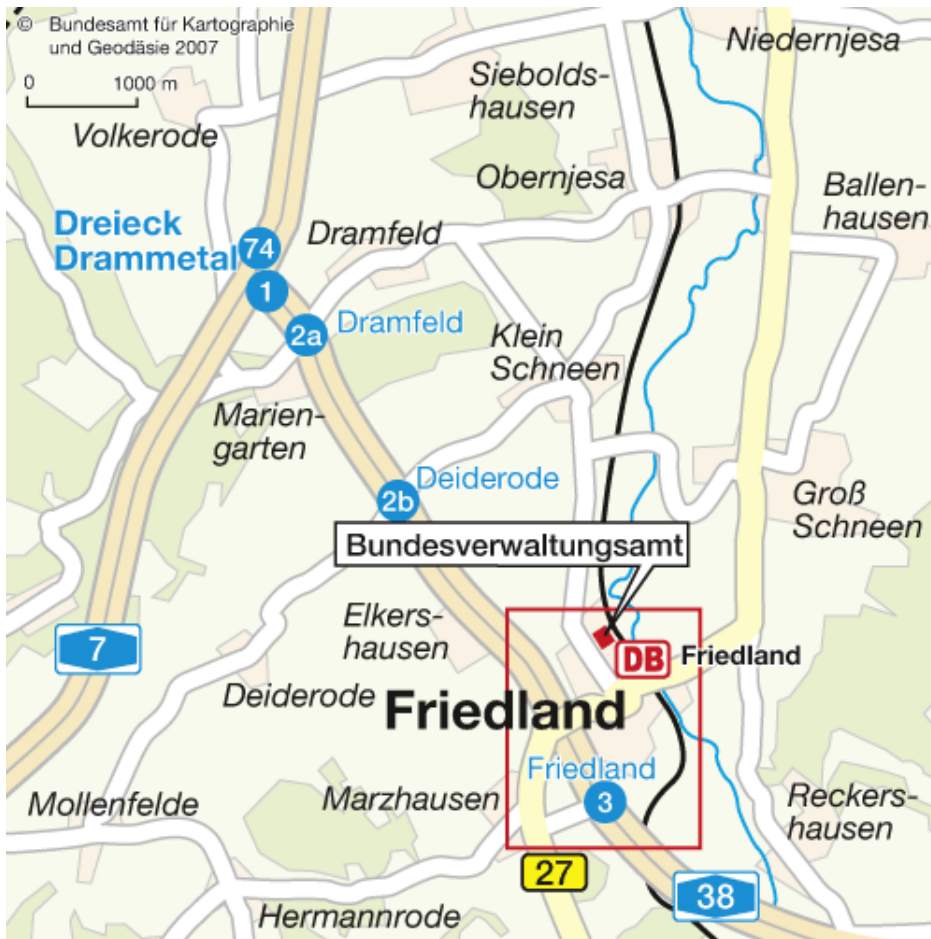 © Bundesamt für Kartographie
und Geodäsie 2007
0 1000 m
Niedernjesa
Siebolds-
hausen
Volkerode
Obernjesa
Ballen-
hausen
Dreieck
Drammetal
74
Dramfeld
1
2a
Dramfeld
Klein
Schneen
Marien-
garten
Deiderode
2b
Groß
Schneen
Bundesverwaltungsamt
Elkers-
hausen
7
DB
Friedland
Deiderode
Friedland
Friedland
3
Marzhausen
Mollenfelde
Reckers-
hausen
27
38
Hermannrode